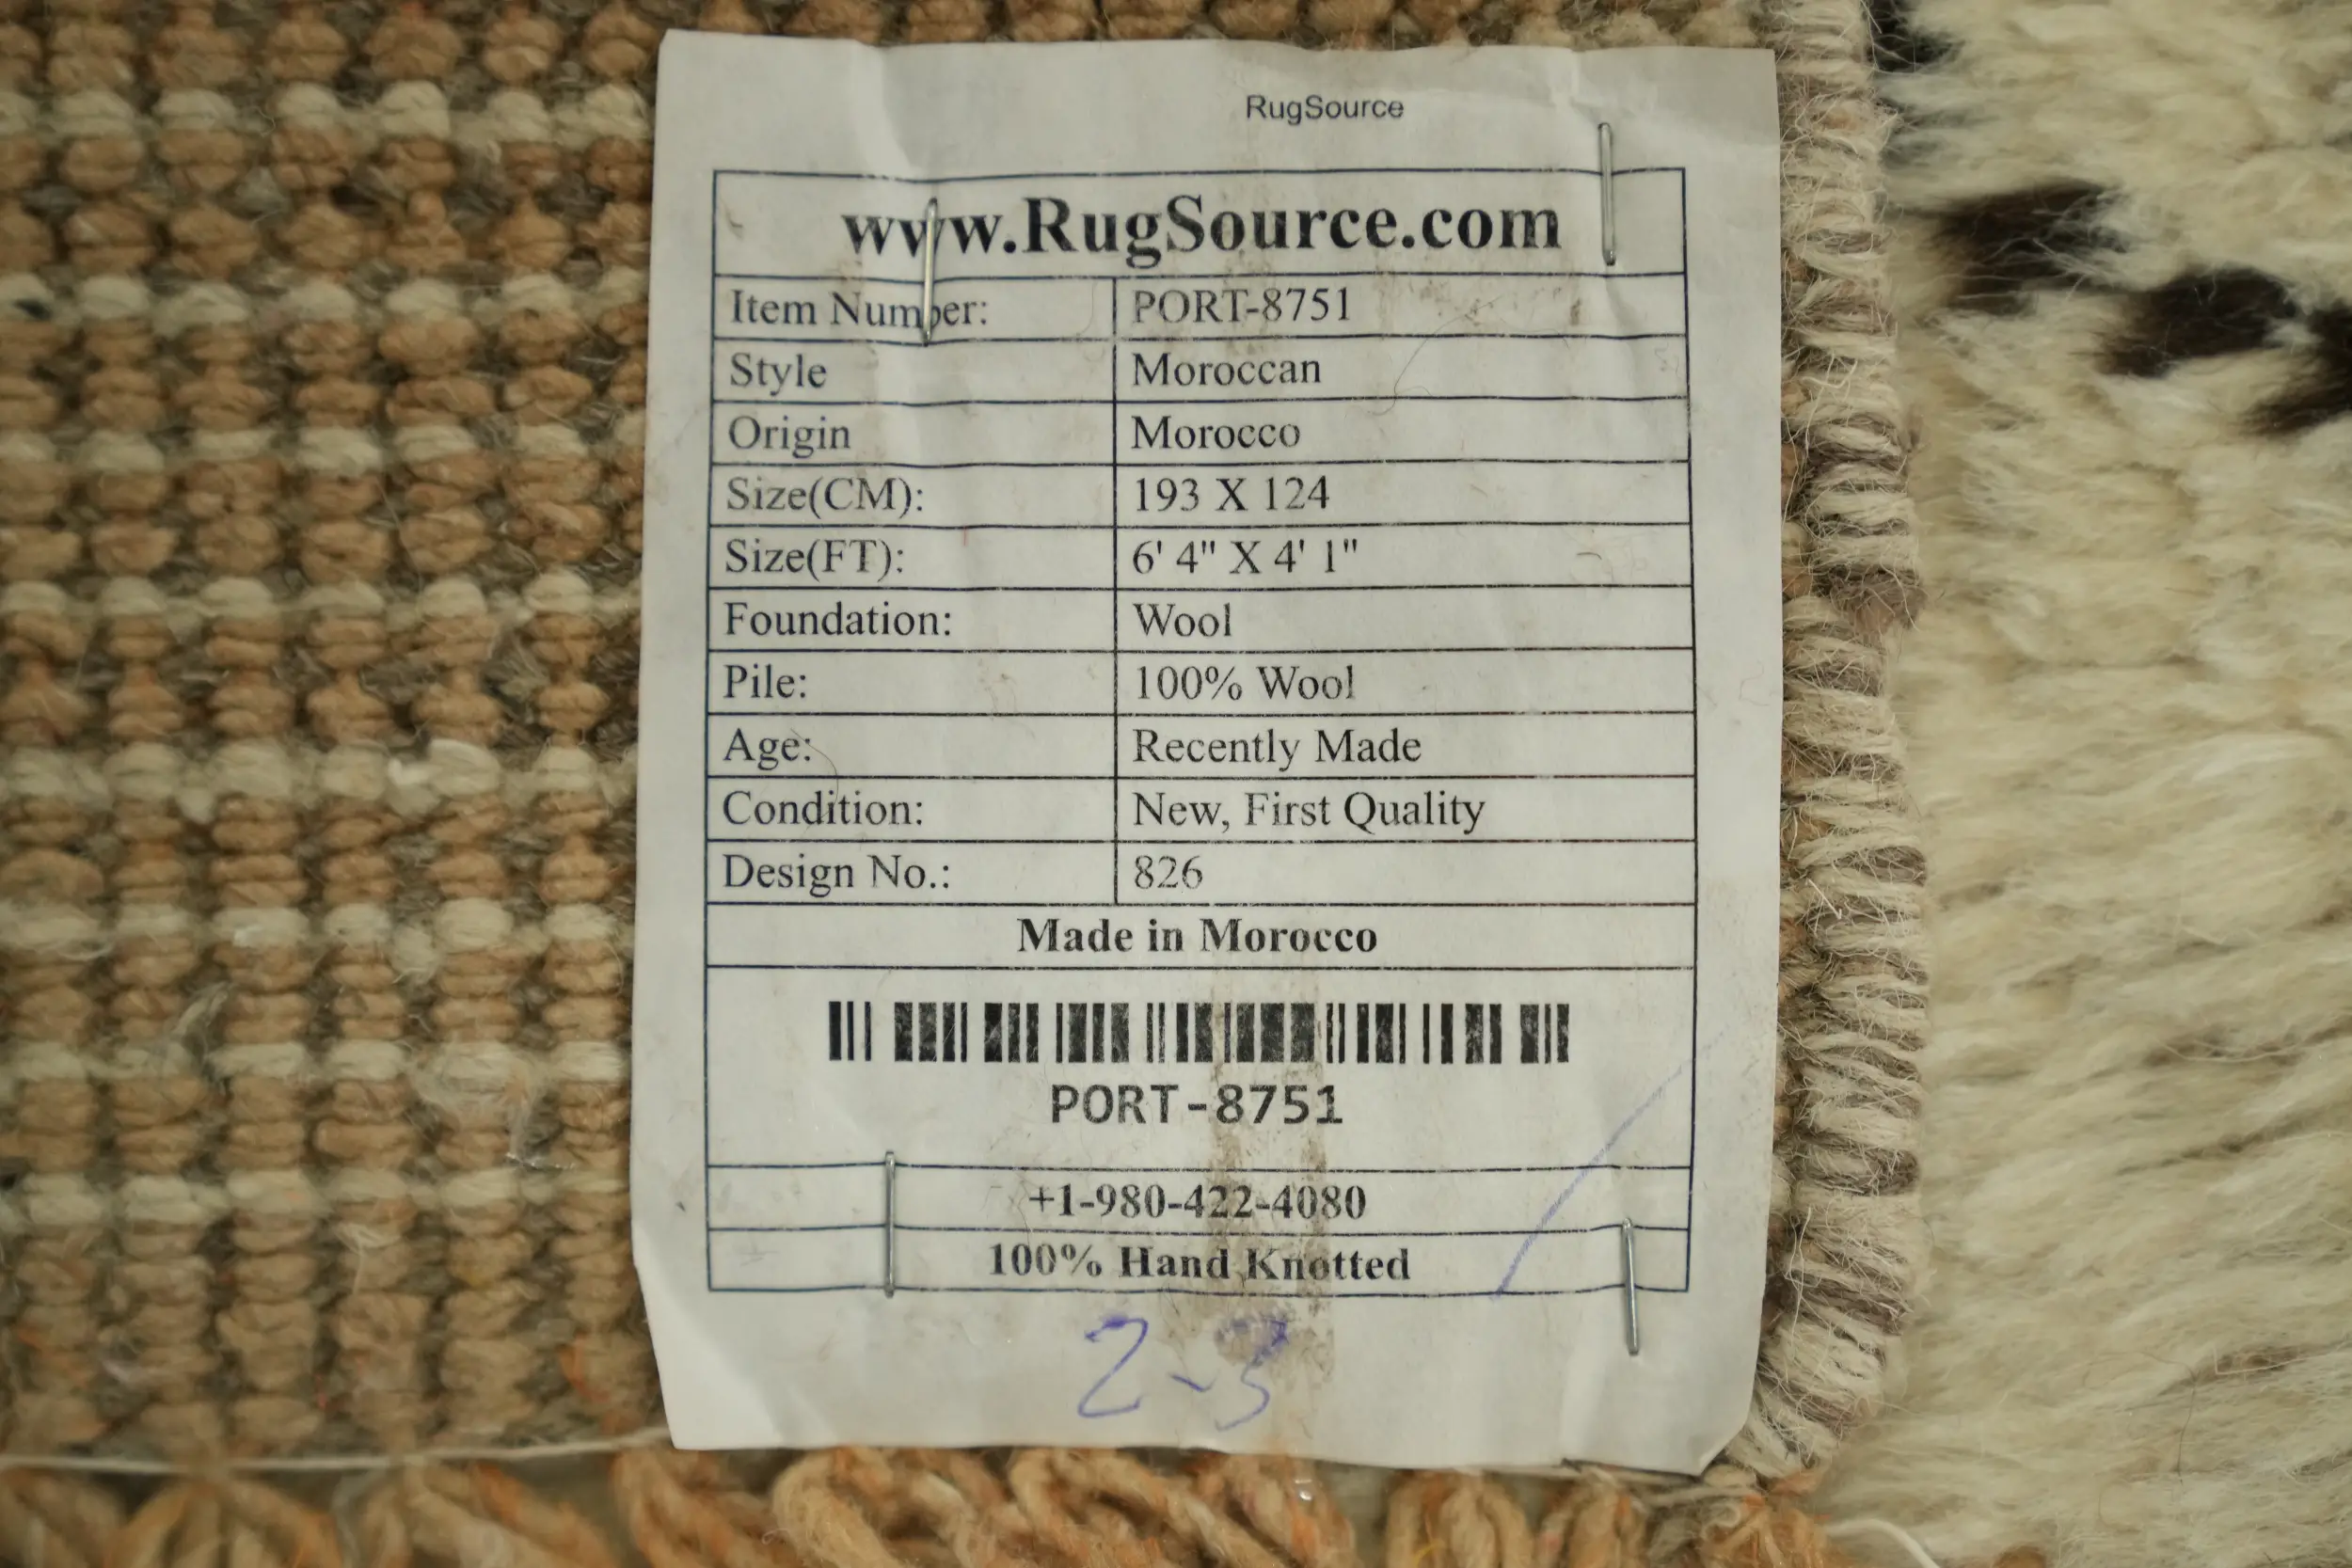 RugSource
www.RugSource.com
Item Number: PORT-8751
Style Moroccan
Origin Morocco
Size(CM): 193 X 124
Size(FT): 6' 4" X 4' 1"
Foundation: Wool
Pile: 100% Wool
Age: Recently Made
Condition: New, First Quality
Design No.: 826
Made in Morocco
PORT-8751
+1-980-422-4080
100% Hand Knotted
2-3